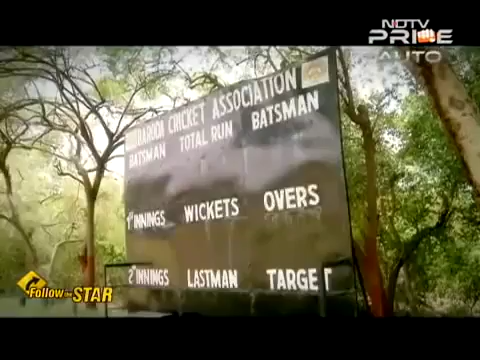 NDTV
PRIME
AUTO
BARODA CRICKET ASSOCIATION
BATSMAN TOTAL RUN BATSMAN
1ST INNINGS WICKETS OVERS
2ND INNINGS LASTMAN TARGET
Follow the STAR